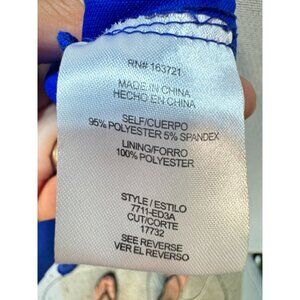 RN# 163721
MADE IN CHINA
HECHO EN CHINA
SELF/CUERPO
95% POLYESTER 5% SPANDEX
LINING/FORRO
100% POLYESTER
STYLE / ESTILO
7711-ED3A
CUT/CORTE
17732
SEE REVERSE
VER EL REVERSO